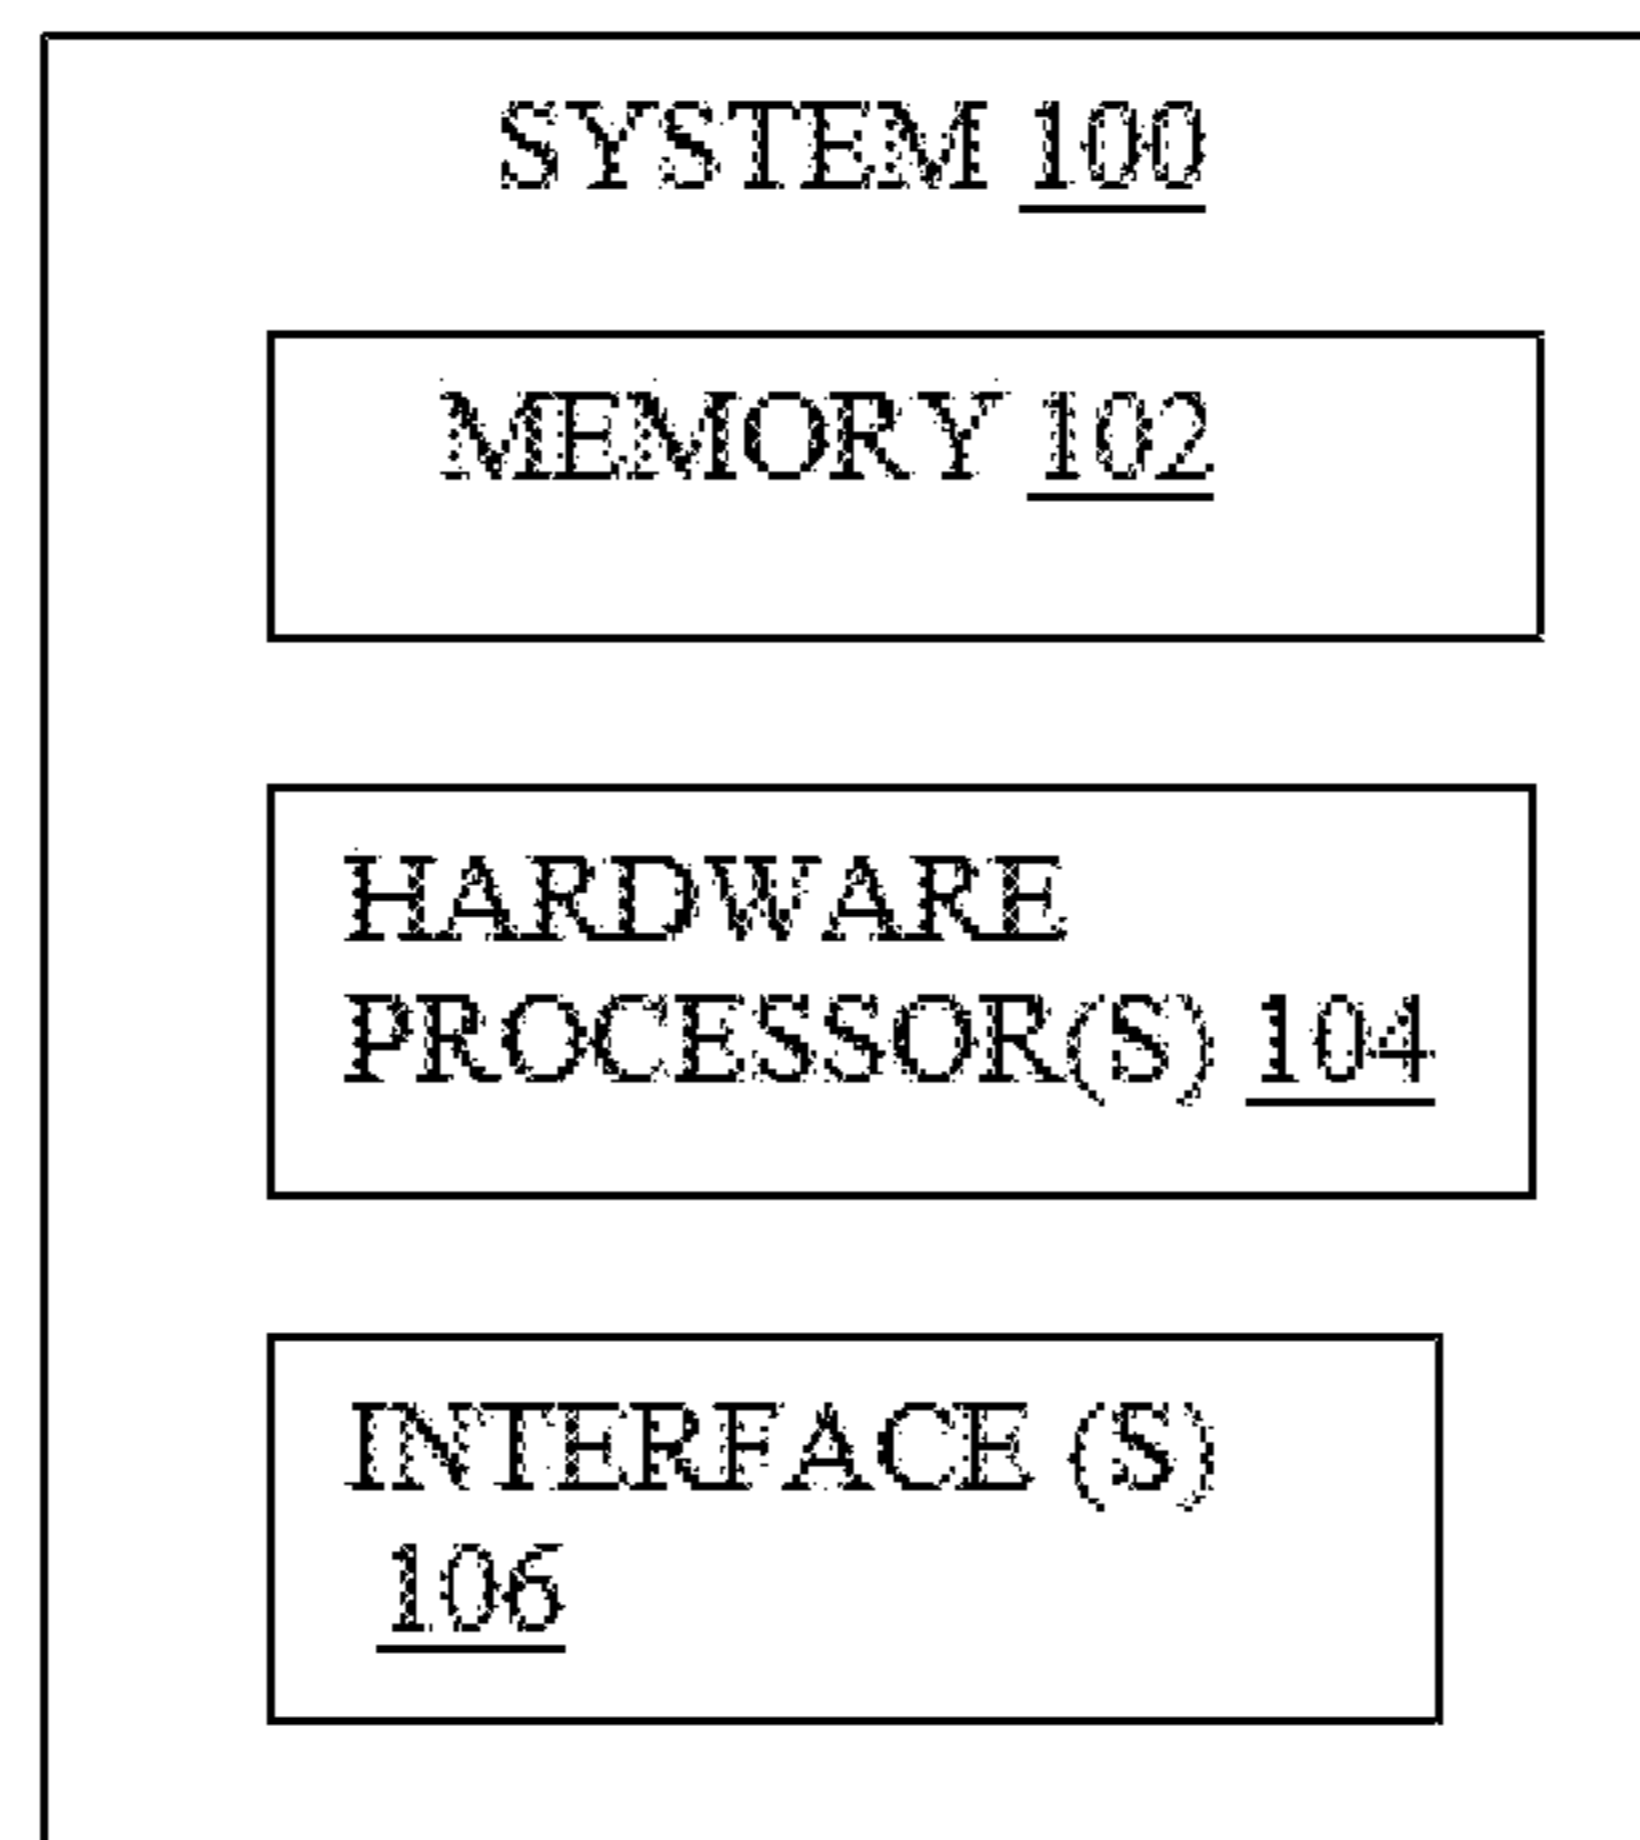 SYSTEM 100
MEMORY 102
HARDWARE
PROCESSOR(S) 104
INTERFACE (S)
106